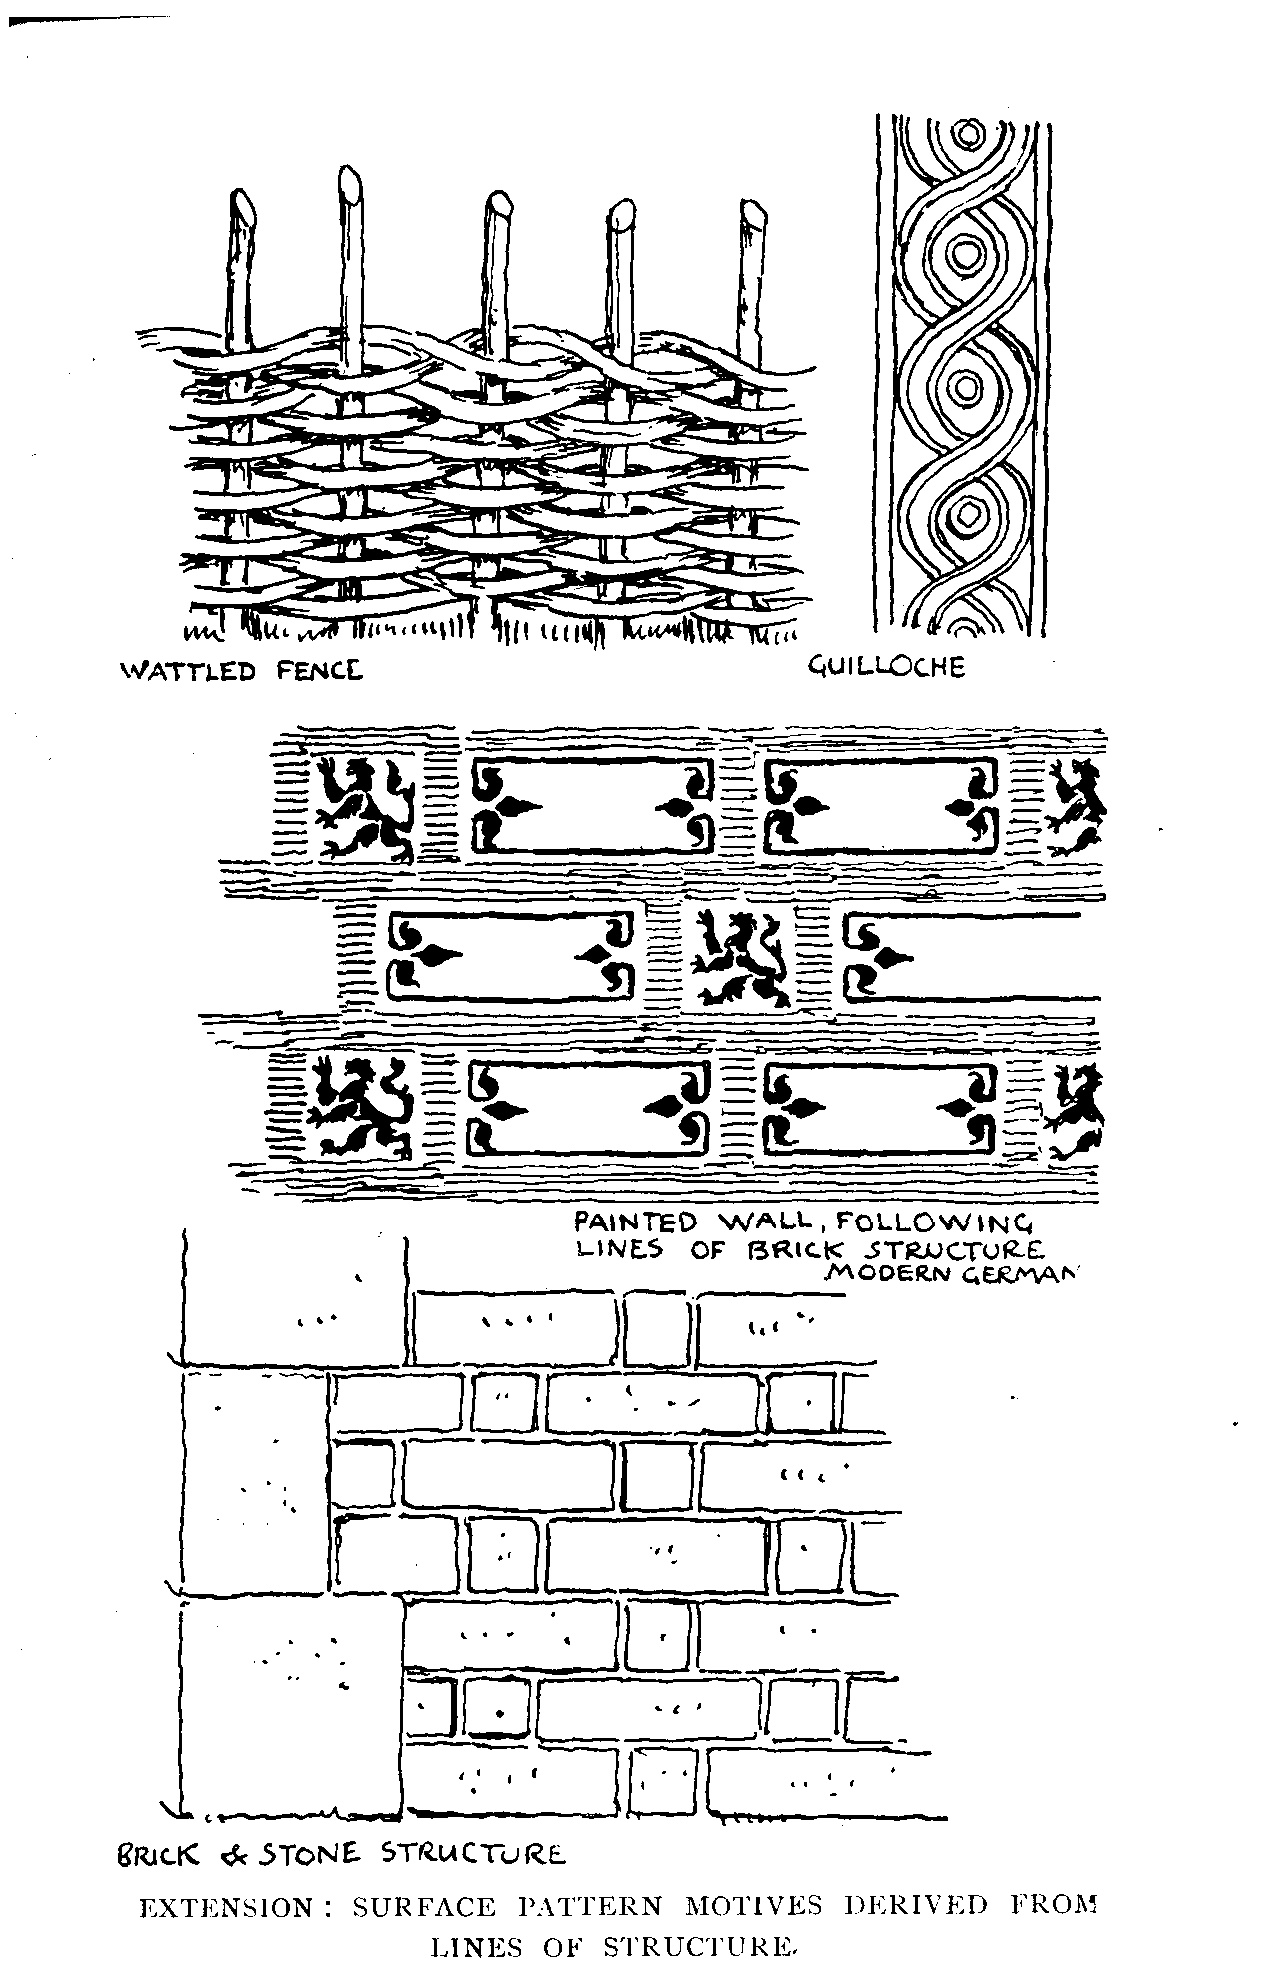 WATTLED FENCE
GUILLOCHE
PAINTED WALL, FOLLOWING
LINES OF BRICK STRUCTURE
MODERN GERMAN
BRICK & STONE STRUCTURE
EXTENSION: SURFACE PATTERN MOTIVES DERIVED FROM
LINES OF STRUCTURE.